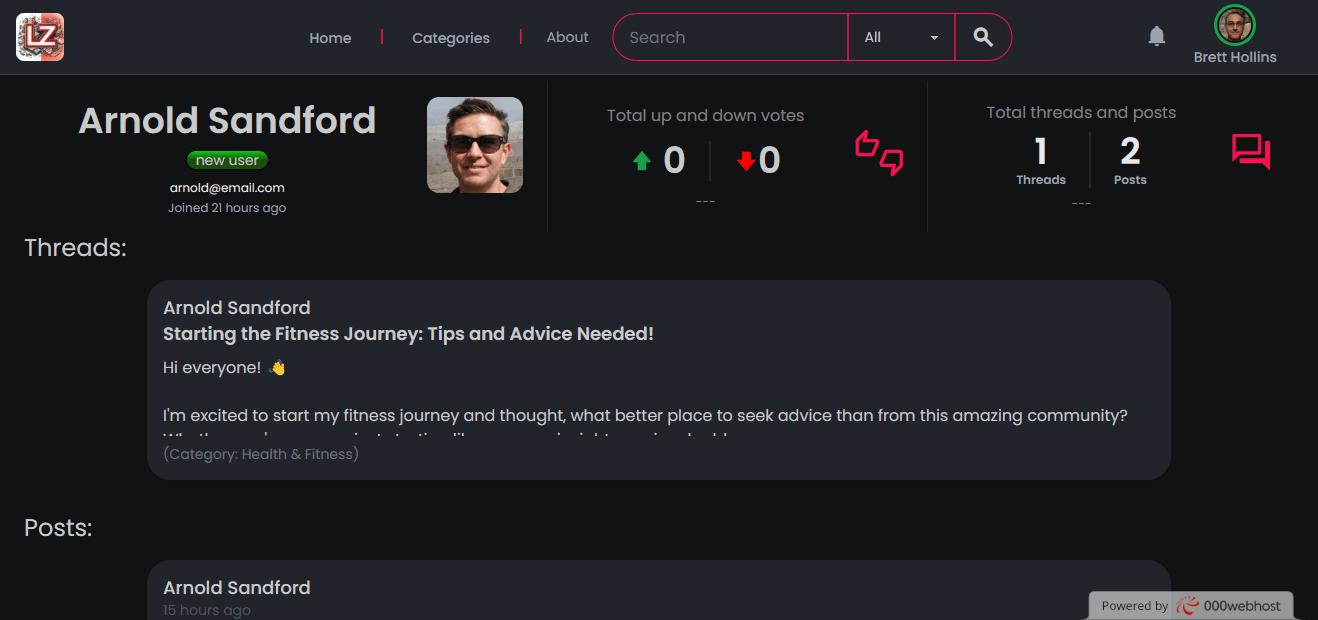 LZ
Home | Categories | About
Search
All
Brett Hollins
Arnold Sandford
new user
arnold@email.com
Joined 21 hours ago
Total up and down votes
0
0
---
Total threads and posts
1
Threads
2
Posts
---
Threads:
Arnold Sandford
Starting the Fitness Journey: Tips and Advice Needed!
Hi everyone! 👋
I'm excited to start my fitness journey and thought, what better place to seek advice than from this amazing community?
(Category: Health & Fitness)
Posts:
Arnold Sandford
15 hours ago
Powered by 000webhost